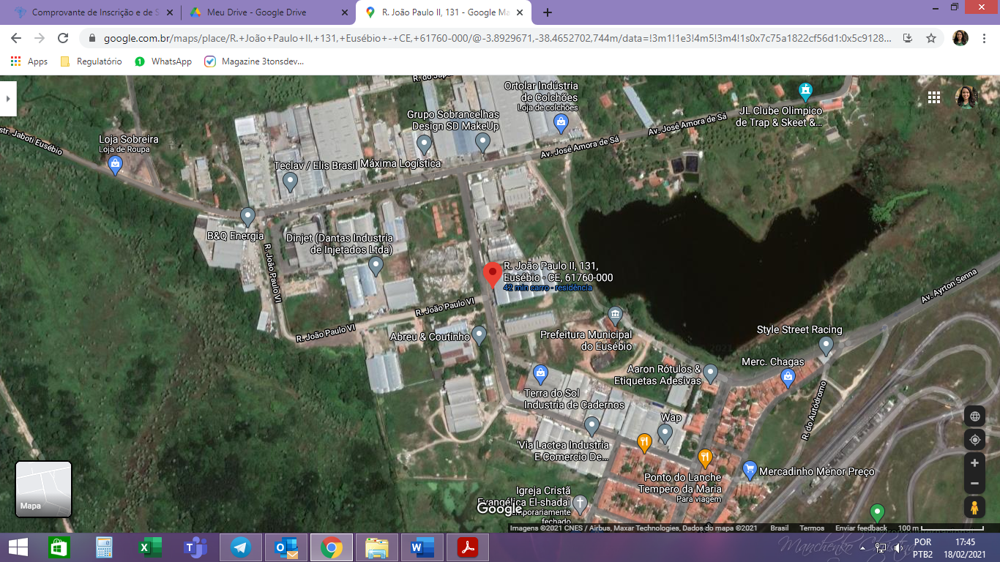 Comprovante de Inscrição e de S
Meu Drive - Google Drive
R. João Paulo II, 131 - Google Ma
google.com.br/maps/place/R.+João+Paulo+II,+131,+Eusébio+-+CE,+61760-000/@-3.8929671,-38.4652702,744m/data=!3m1!1e3!4m5!3m4!1s0x7c75a1822cf56d1:0x5c9128...
Apps
Regulatório
WhatsApp
Magazine 3tonsdev...
R. do Jap
Ortolar Indústria
de Colchões
Loja de colchões
JL Clube Olimpico
de Trap & Skeet &...
Grupo Sobrancelhas
Design SD MakeUp
Av. José Amora de Sá
Av. José Amora de Sá
str. Jaboti Eusébio
Loja Sobreira
Loja de Roupa
Teclav / Elis Brasil
Máxima Logística
B&Q Energia
Dinjet (Dantas Industria
de Injetados Ltda)
R. João Paulo VI
R. João Paulo II, 131,
Eusébio - CE, 61760-000
42 min carro - residência
R. João Paulo VI
R. João Paulo VI
Av. Ayrton Senna
Abreu & Coutinho
Prefeitura Municipal
do Eusébio
Style Street Racing
Merc. Chagas
Aaron Rótulos &
Etiquetas Adesivas
Terra do Sol
Industria de Cadernos
R. do Autódromo
Wap
Via Lactea Industria
E Comercio De...
Ponto do Lanche
Tempero da Maria
Para viagem
Mercadinho Menor Preço
Igreja Cristã
Evangélica El-shadai
emporariamente
fechado
Mapa
Google
Imagens ©2021 CNES / Airbus, Maxar Technologies, Dados do mapa ©2021
Brasil
Termos
Enviar feedback
100 m
Manchenko
POR
PTB2
17:45
18/02/2021